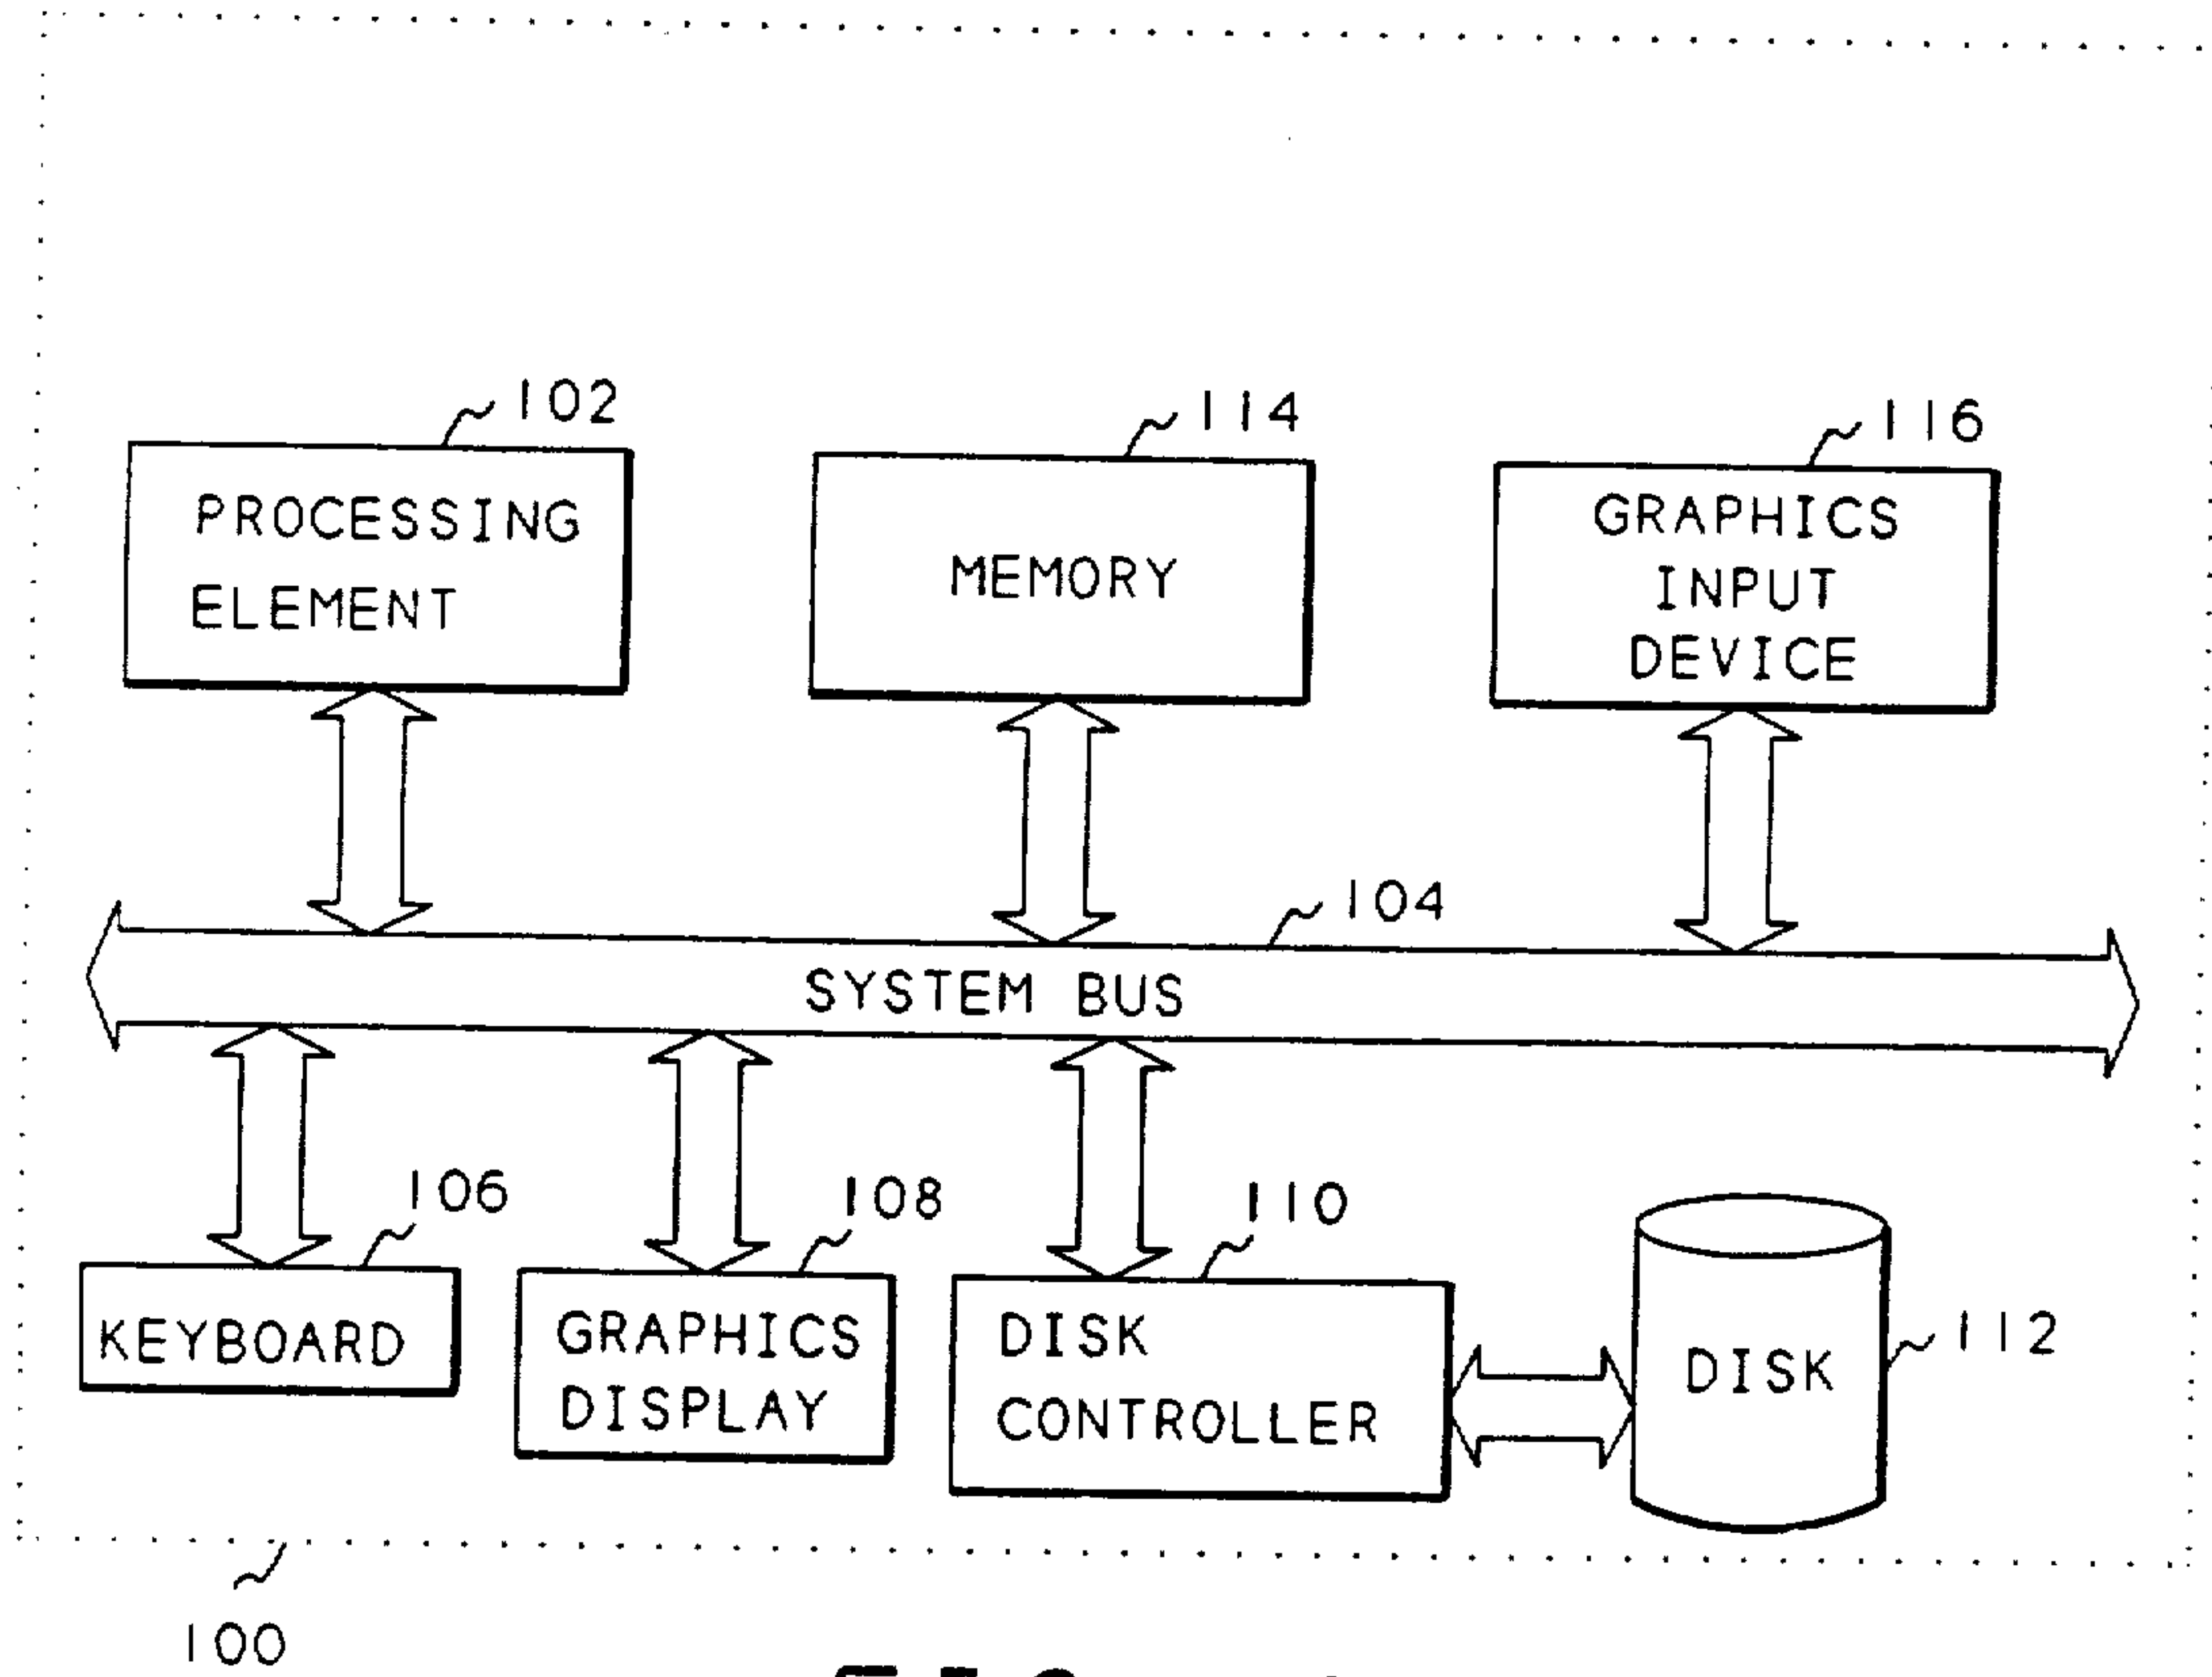 102
114
116
PROCESSING
ELEMENT
MEMORY
GRAPHICS
INPUT
DEVICE
104
SYSTEM BUS
106
108
110
KEYBOARD
GRAPHICS
DISPLAY
DISK
CONTROLLER
DISK
112
100